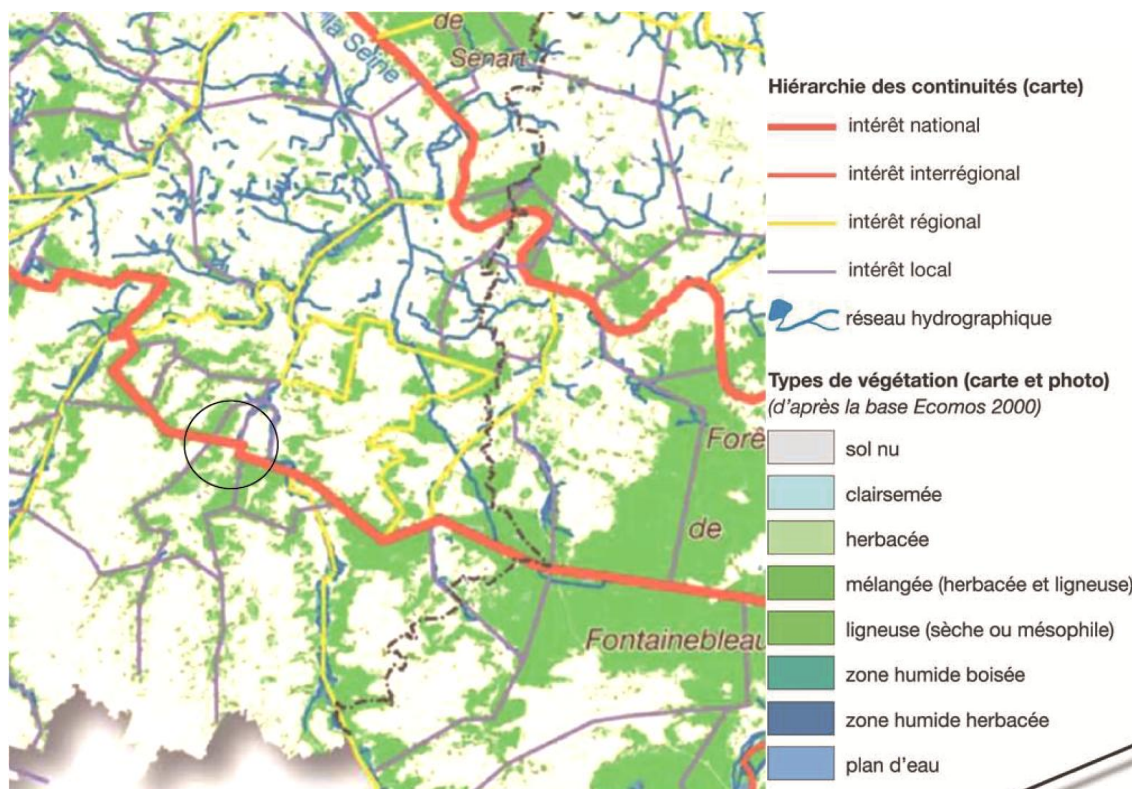 de
Sénart
la Seine
Forê
de
Fontainebleau
Hiérarchie des continuités (carte)
intérêt national
intérêt interrégional
intérêt régional
intérêt local
réseau hydrographique
Types de végétation (carte et photo)
(d'après la base Ecomos 2000)
sol nu
clairsemée
herbacée
mélangée (herbacée et ligneuse)
ligneuse (sèche ou mésophile)
zone humide boisée
zone humide herbacée
plan d'eau